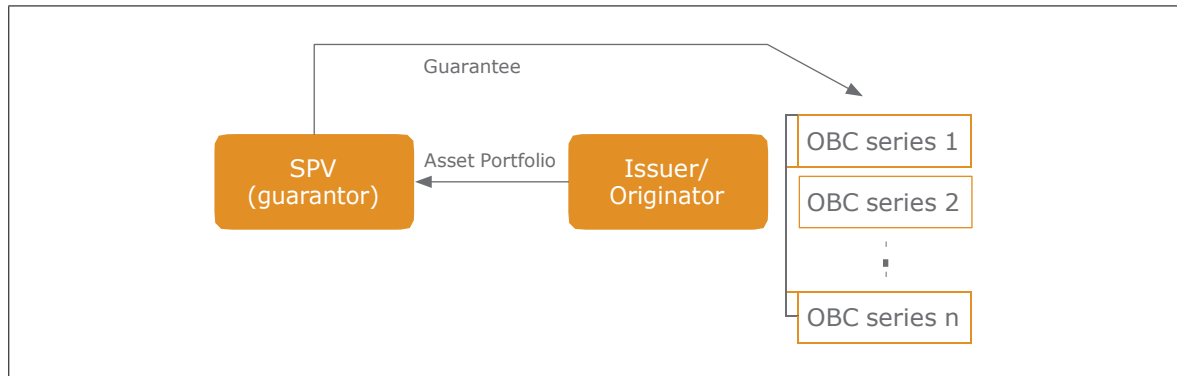 Guarantee
SPV
(guarantor)
Asset Portfolio
Issuer/
Originator
OBC series 1
OBC series 2
OBC series n